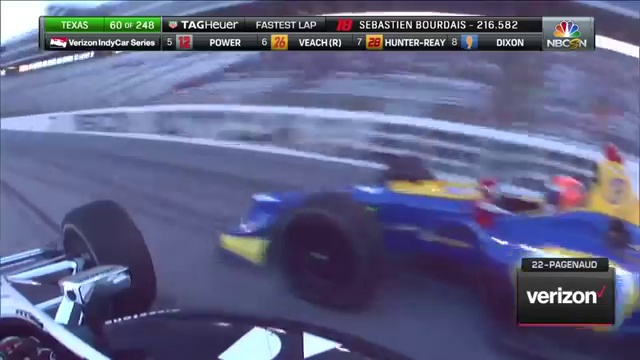 TEXAS 60 OF 248 TAGHeuer FASTEST LAP 18 SEBASTIEN BOURDAIS - 216.582
Verizon IndyCar Series 5 12 POWER 6 26 VEACH (R) 7 28 HUNTER-REAY 8 9 DIXON
NBCSN
22-PAGENAUD
verizon✓